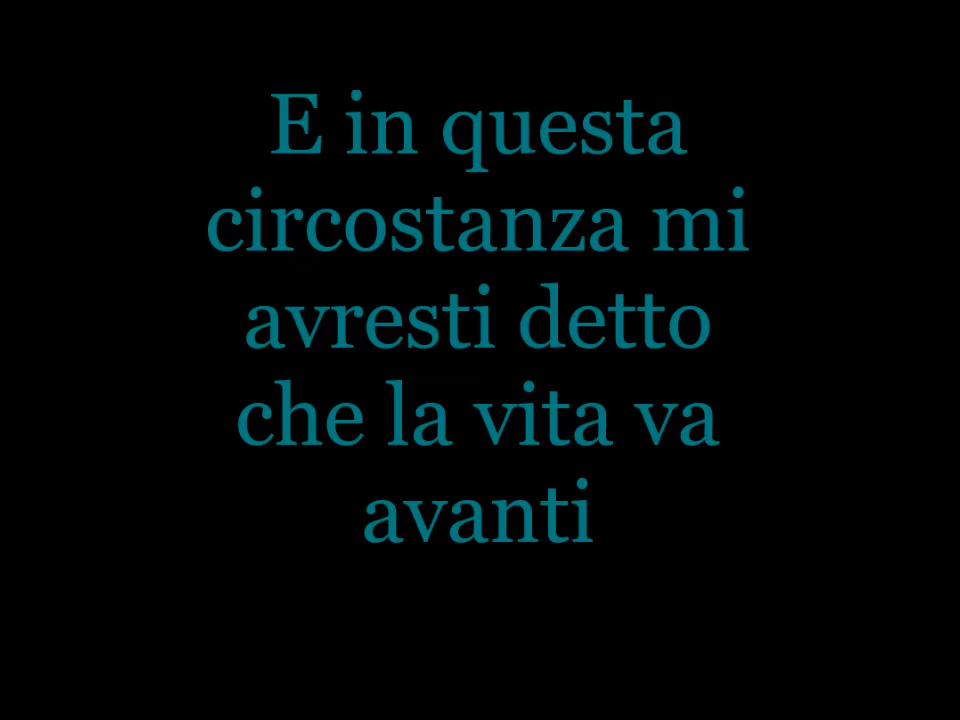 E in questa
circostanza mi
avresti detto
che la vita va
avanti